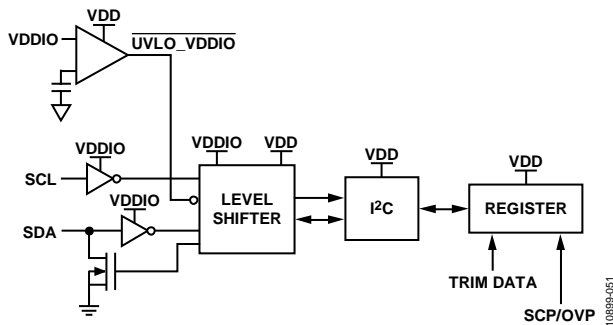 VDD
VDDIO
UVLO_VDDIO
VDDIO
VDDIO
VDD
VDD
VDD
SCL
LEVEL
SHIFTER
I²C
REGISTER
VDDIO
SDA
TRIM DATA
SCP/OVP
10899-051